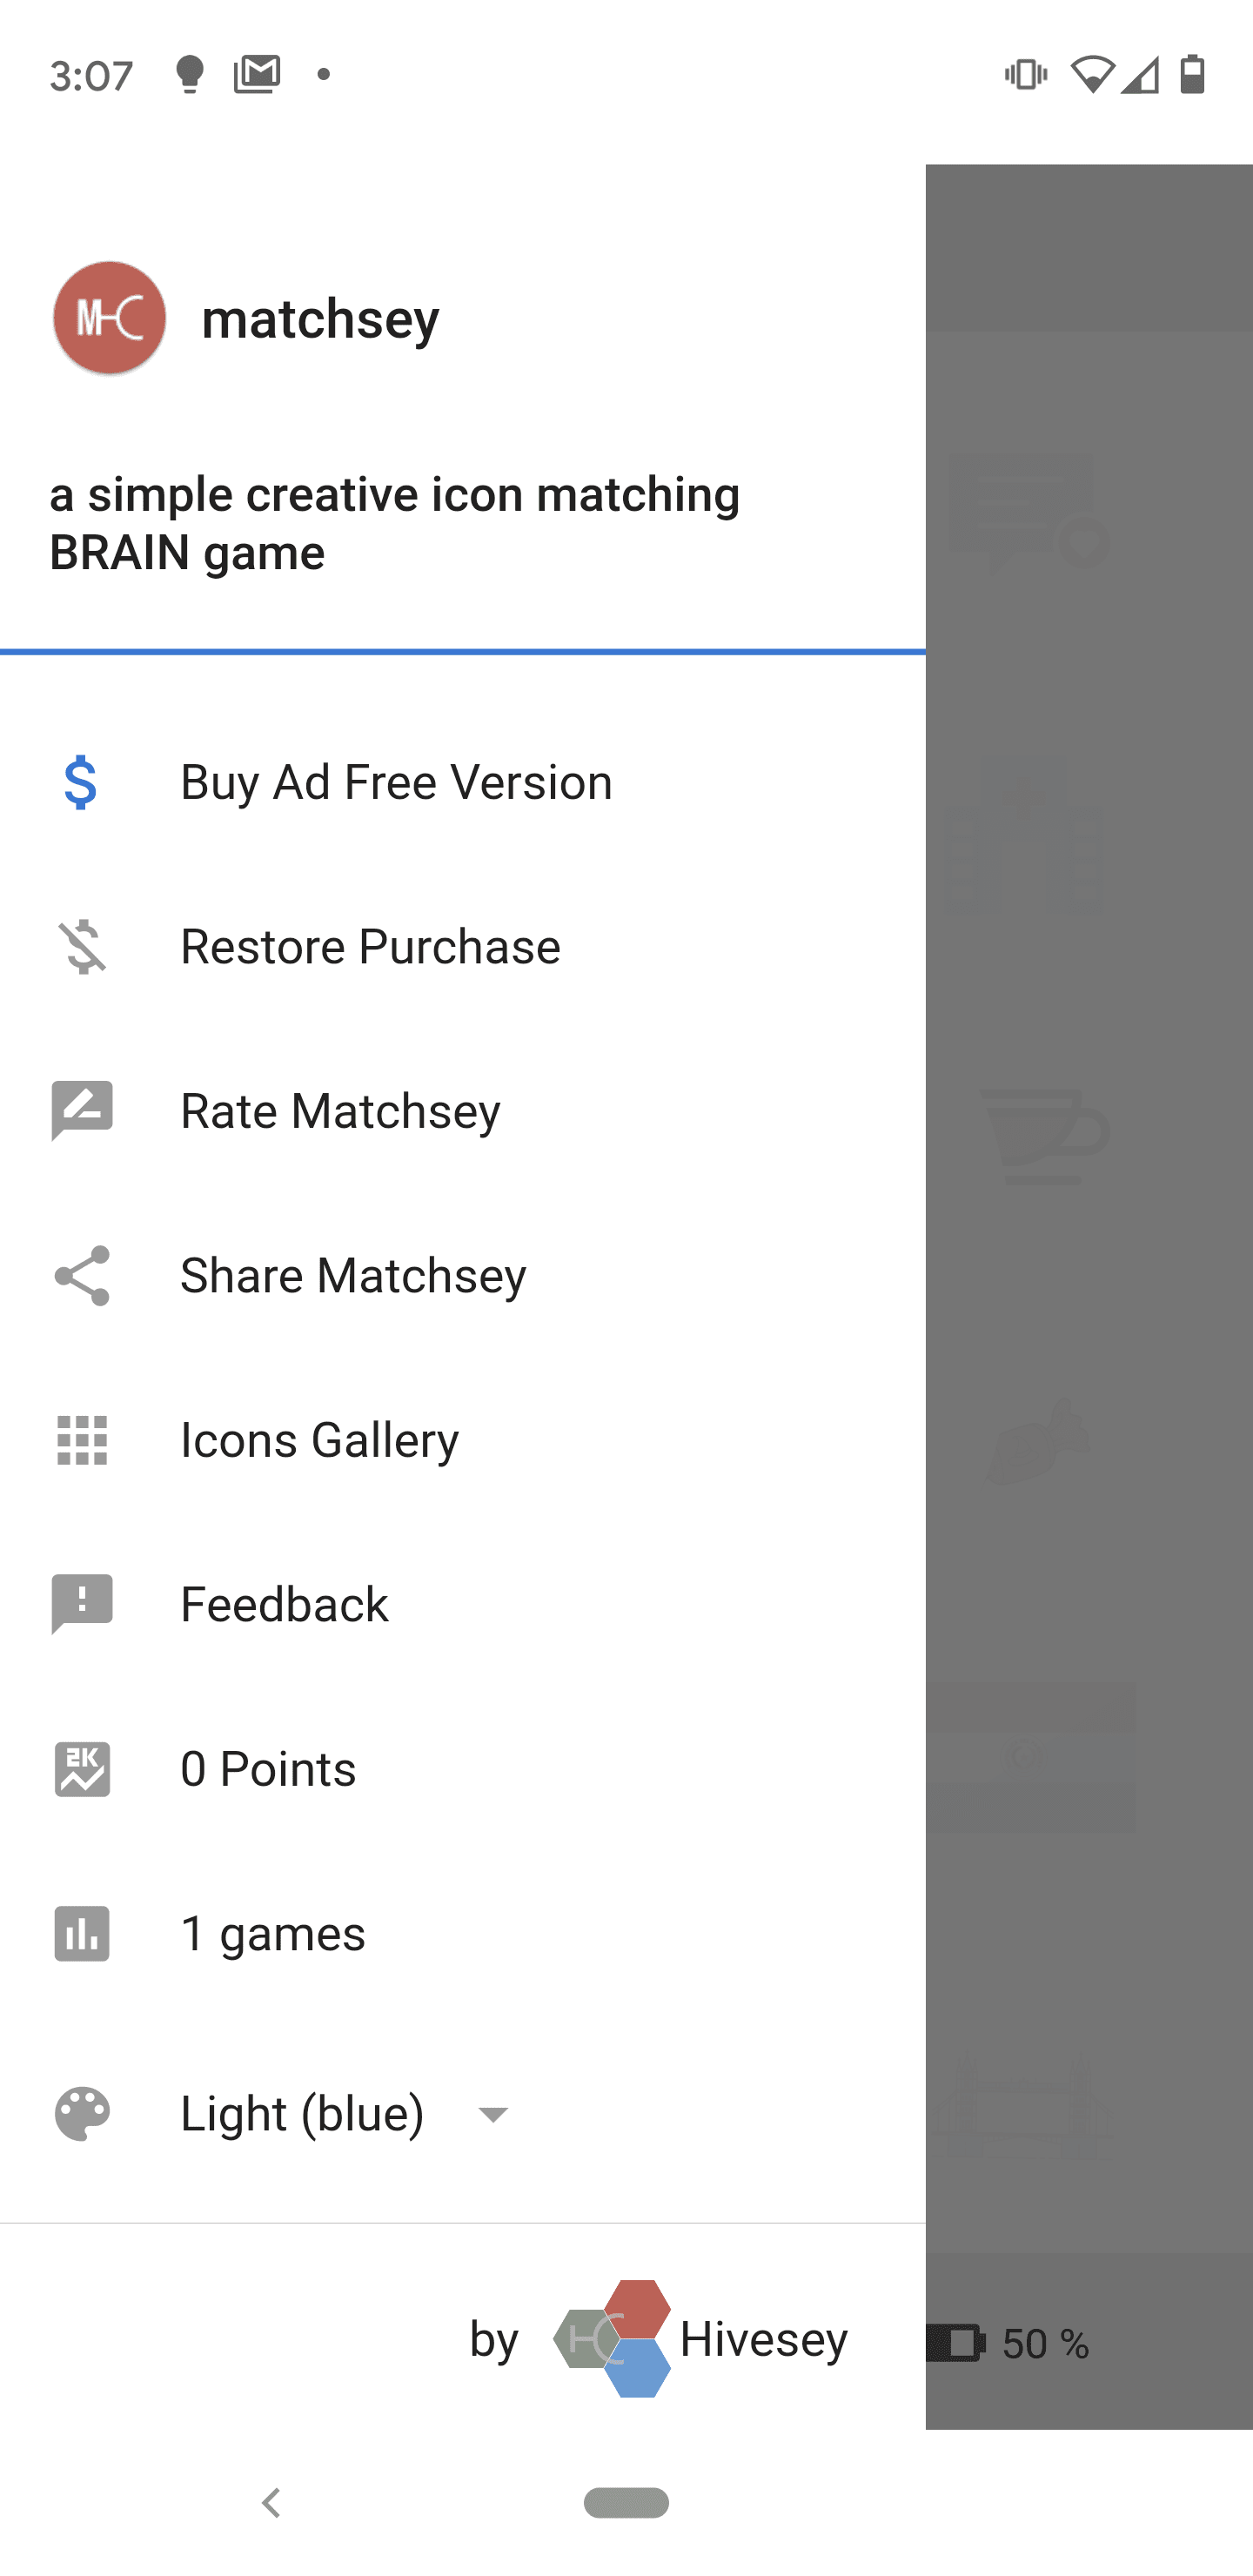 3:07
M
matchsey
a simple creative icon matching
BRAIN game
Buy Ad Free Version
Restore Purchase
Rate Matchsey
Share Matchsey
Icons Gallery
Feedback
2K
0 Points
1 games
Light (blue)
by Hivesey
50 %